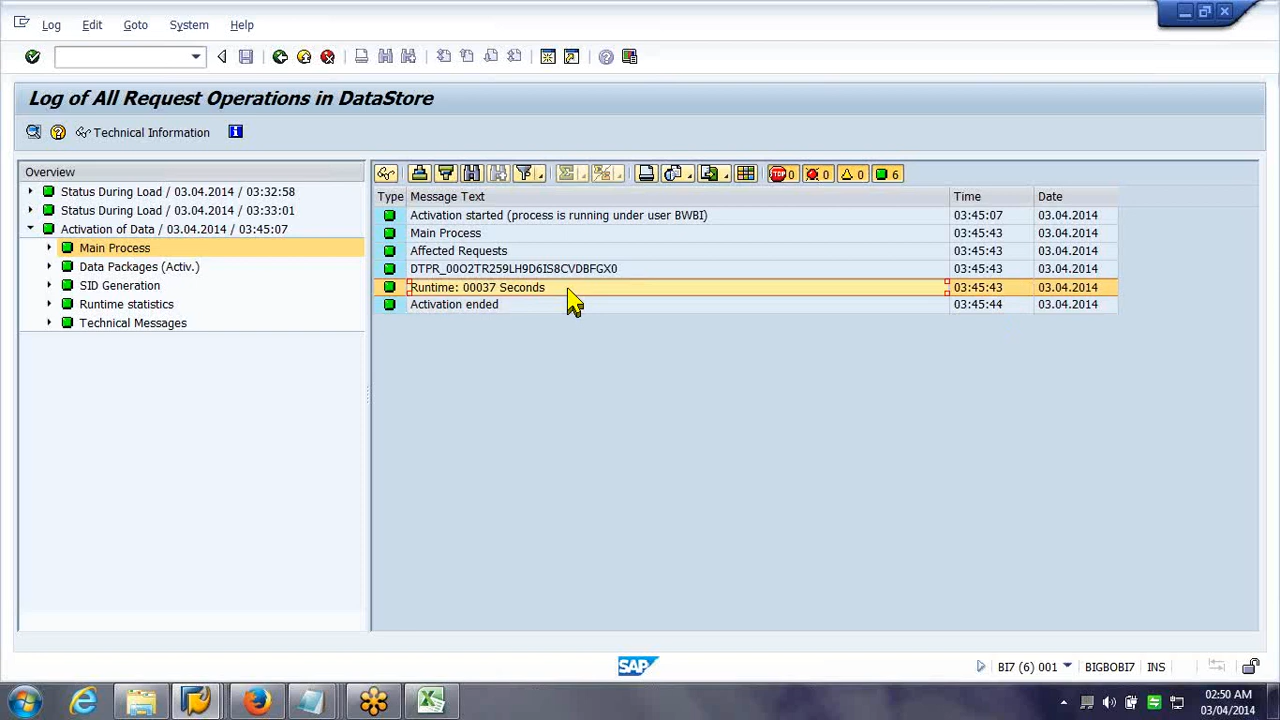 Log Edit Goto System Help
Log of All Request Operations in DataStore
Technical Information
Overview
Status During Load / 03.04.2014 / 03:32:58
Status During Load / 03.04.2014 / 03:33:01
Activation of Data / 03.04.2014 / 03:45:07
Main Process
Data Packages (Activ.)
SID Generation
Runtime statistics
Technical Messages
STOP 0 0 0 6
Type Message Text Time Date
Activation started (process is running under user BWBI) 03:45:07 03.04.2014
Main Process 03:45:43 03.04.2014
Affected Requests 03:45:43 03.04.2014
DTPR_00O2TR259LH9D6IS8CVDBFGX0 03:45:43 03.04.2014
Runtime: 00037 Seconds 03:45:43 03.04.2014
Activation ended 03:45:44 03.04.2014
SAP
BI7 (6) 001 BIGBOBI7 INS
02:50 AM
03/04/2014